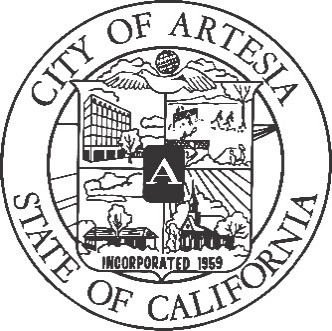 CITY OF ARTESIA
A
INCORPORATED 1959
STATE OF CALIFORNIA